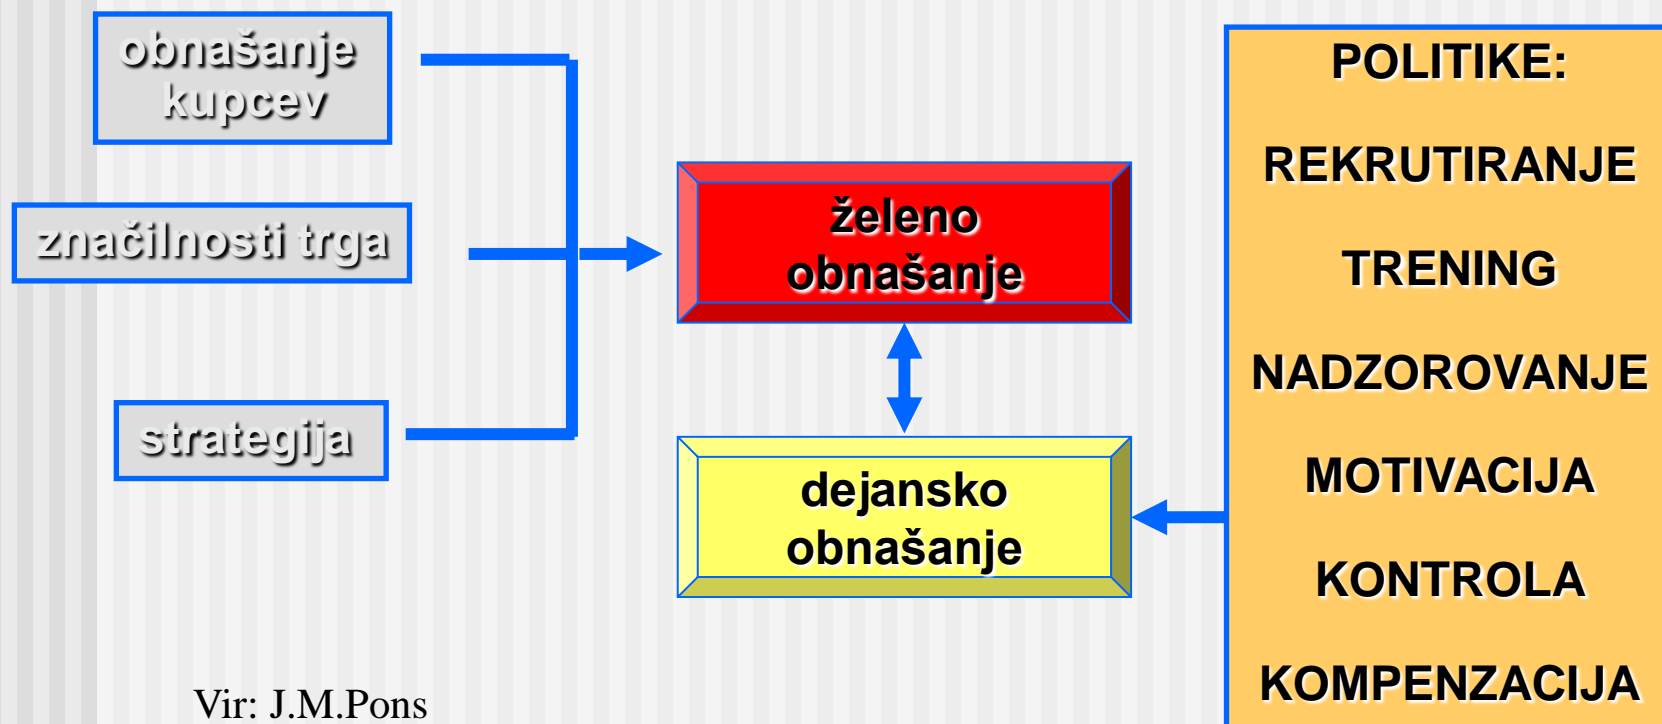 obnašanje
kupcev
značilnosti trga
strategija
želeno
obnašanje
dejansko
obnašanje
POLITIKE:
REKRUTIRANJE
TRENING
NADZOROVANJE
MOTIVACIJA
KONTROLA
KOMPENZACIJA
Vir: J.M.Pons